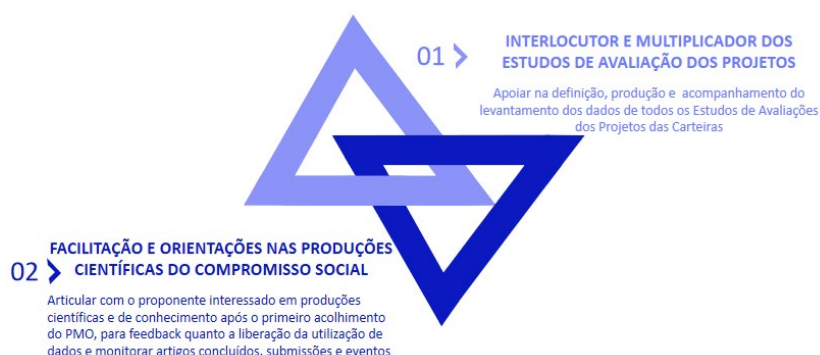 01
INTERLOCUTOR E MULTIPLICADOR DOS
ESTUDOS DE AVALIAÇÃO DOS PROJETOS
Apoiar na definição, produção e acompanhamento do
levantamento dos dados de todos os Estudos de Avaliações
dos Projetos das Carteiras
02
FACILITAÇÃO E ORIENTAÇÕES NAS PRODUÇÕES
CIENTÍFICAS DO COMPROMISSO SOCIAL
Articular com o proponente interessado em produções
científicas e de conhecimento após o primeiro acolhimento
do PMO, para feedback quanto a liberação da utilização de
dados e monitorar artigos concluídos, submissões e eventos